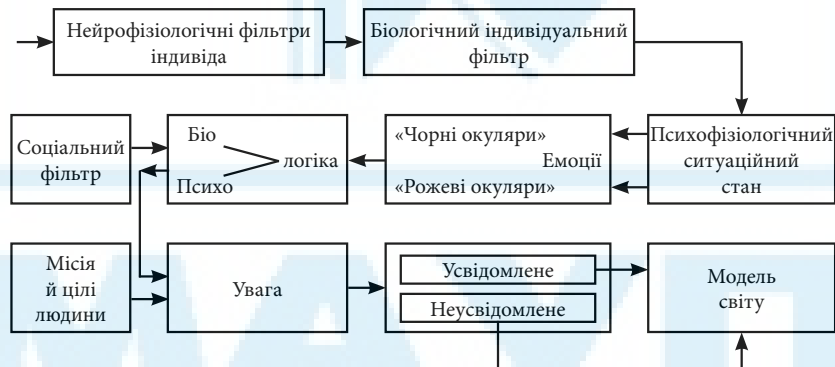 Нейрофізіологічні фільтри
індивіда
Біологічний індивідуальний
фільтр
Соціальний
фільтр
Біо
Психо
логіка
«Чорні окуляри»
Емоції
«Рожеві окуляри»
Психофізіологічний
ситуаційний
стан
Місія
й цілі
людини
Увага
Усвідомлене
Неусвідомлене
Модель
світу